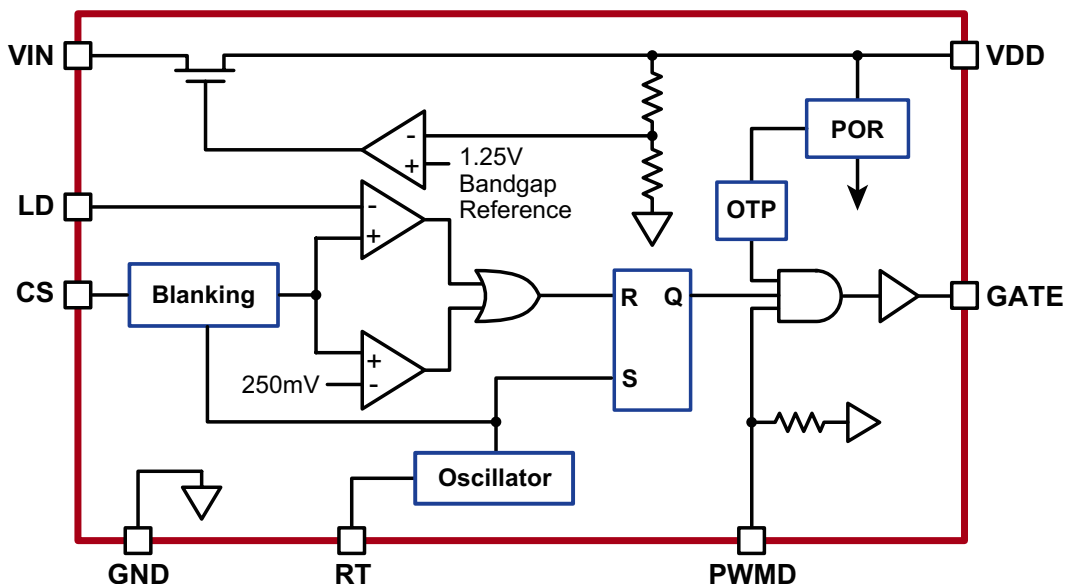 VIN
VDD
POR
-
+
1.25V
Bandgap
Reference
OTP
LD
-
+
CS
Blanking
R
Q
GATE
+
-
250mV
S
Oscillator
GND
RT
PWMD